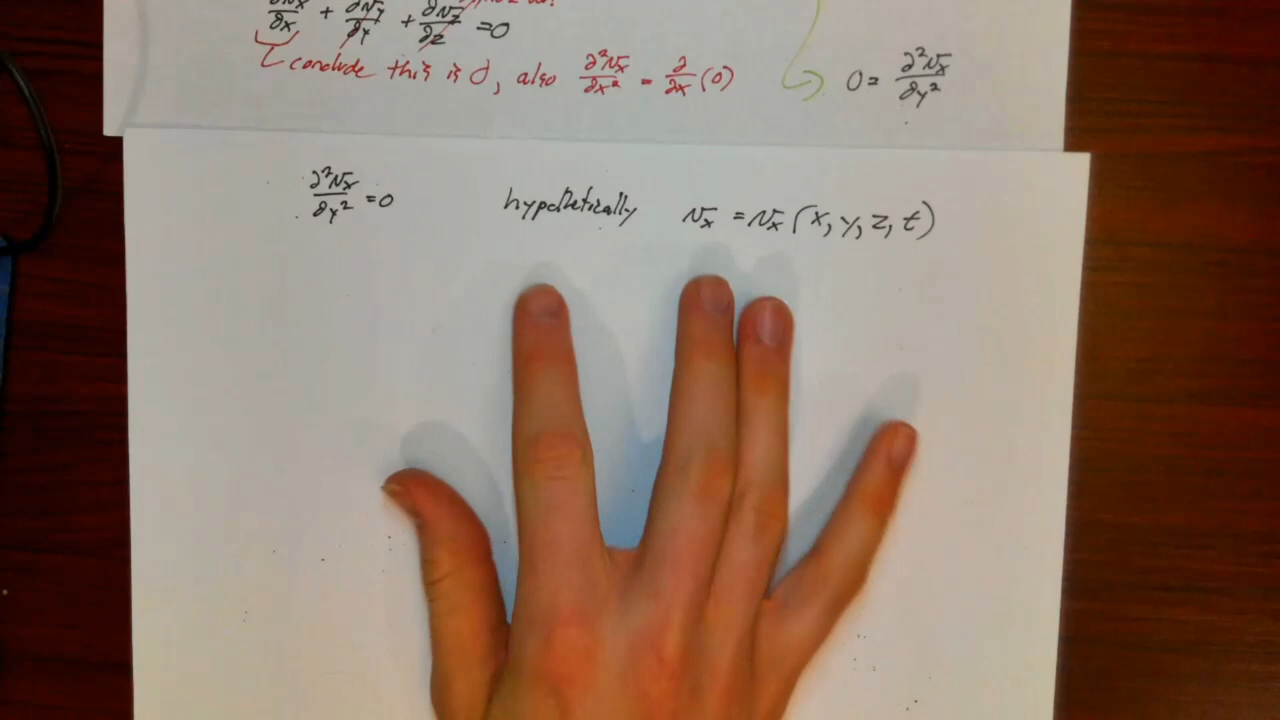 ∂vx/∂x + ∂vy/∂y + ∂vz/∂z = 0
conclude this is 0, also ∂²vx/∂x² = ∂/∂x (0)
0 = ∂²vx/∂y²
∂²vx/∂y² = 0 hypothetically vx = vx (x, y, z, t)